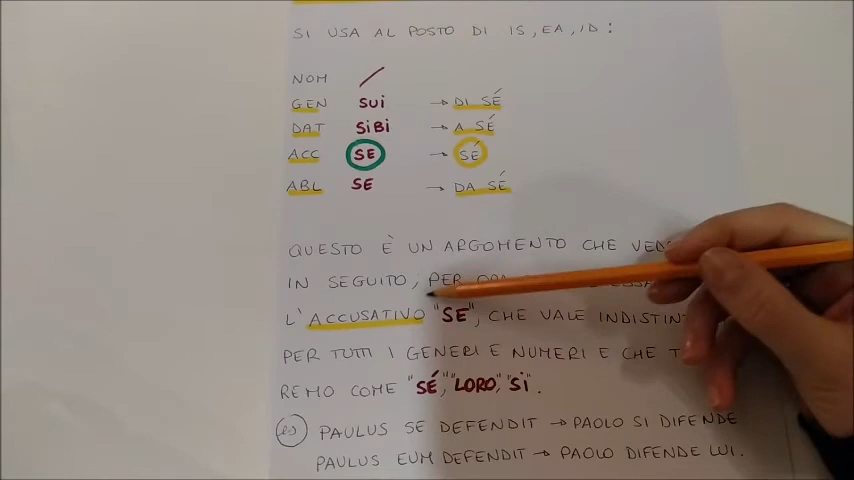 SI USA AL POSTO DI IS, EA, ID:
NOM /
GEN SUI → DI SÉ
DAT SIBI → A SÉ
ACC SE → SÉ
ABL SE → DA SÉ
QUESTO È UN ARGOMENTO CHE
IN SEGUITO, PER
L'ACCUSATIVO "SE", CHE VALE
PER TUTTI I GENERI E NUMERI E CHE
REMO COME "SÉ", "LORO", "SI".
es PAULUS SE DEFENDIT → PAOLO SI DIFENDE
PAULUS EUM DEFENDIT → PAOLO DIFENDE LUI.